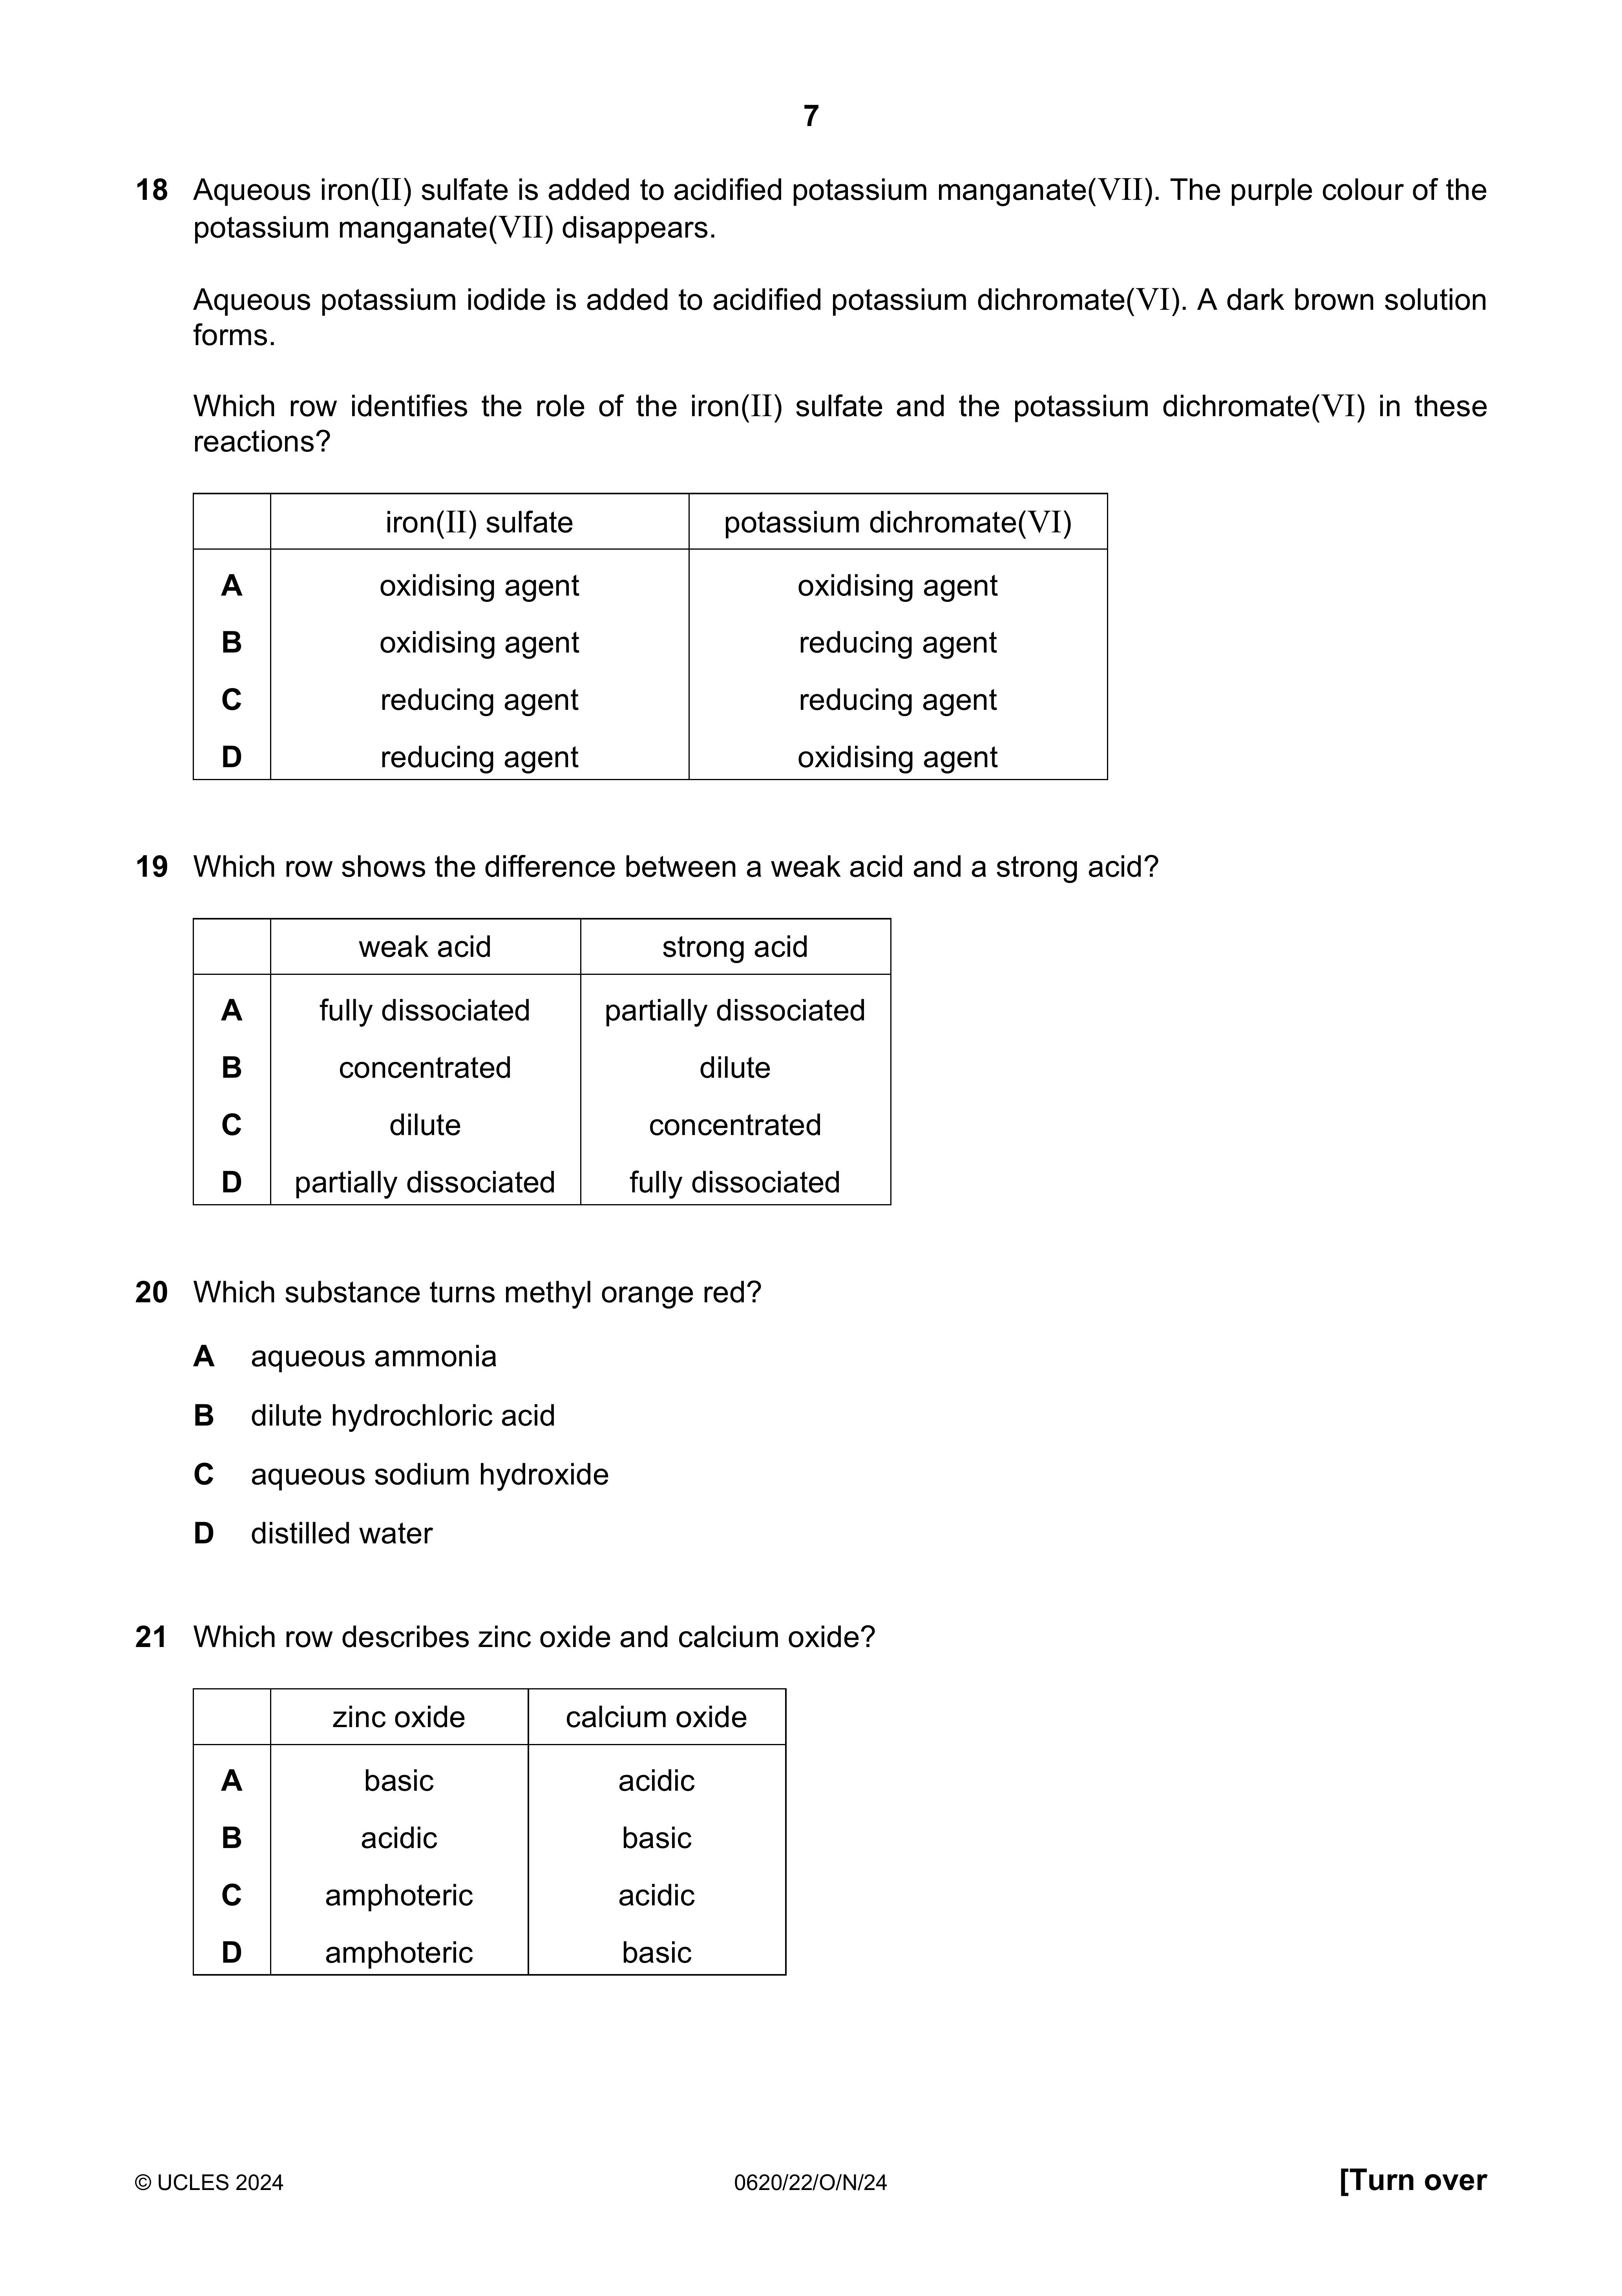 7
18 Aqueous iron(II) sulfate is added to acidified potassium manganate(VII). The purple colour of the
potassium manganate(VII) disappears.
Aqueous potassium iodide is added to acidified potassium dichromate(VI). A dark brown solution
forms.
Which row identifies the role of the iron(II) sulfate and the potassium dichromate(VI) in these
reactions?
iron(II) sulfate potassium dichromate(VI)
A oxidising agent oxidising agent
B oxidising agent reducing agent
C reducing agent reducing agent
D reducing agent oxidising agent
19 Which row shows the difference between a weak acid and a strong acid?
weak acid strong acid
A fully dissociated partially dissociated
B concentrated dilute
C dilute concentrated
D partially dissociated fully dissociated
20 Which substance turns methyl orange red?
A aqueous ammonia
B dilute hydrochloric acid
C aqueous sodium hydroxide
D distilled water
21 Which row describes zinc oxide and calcium oxide?
zinc oxide calcium oxide
A basic acidic
B acidic basic
C amphoteric acidic
D amphoteric basic
© UCLES 2024 0620/22/O/N/24 [Turn over